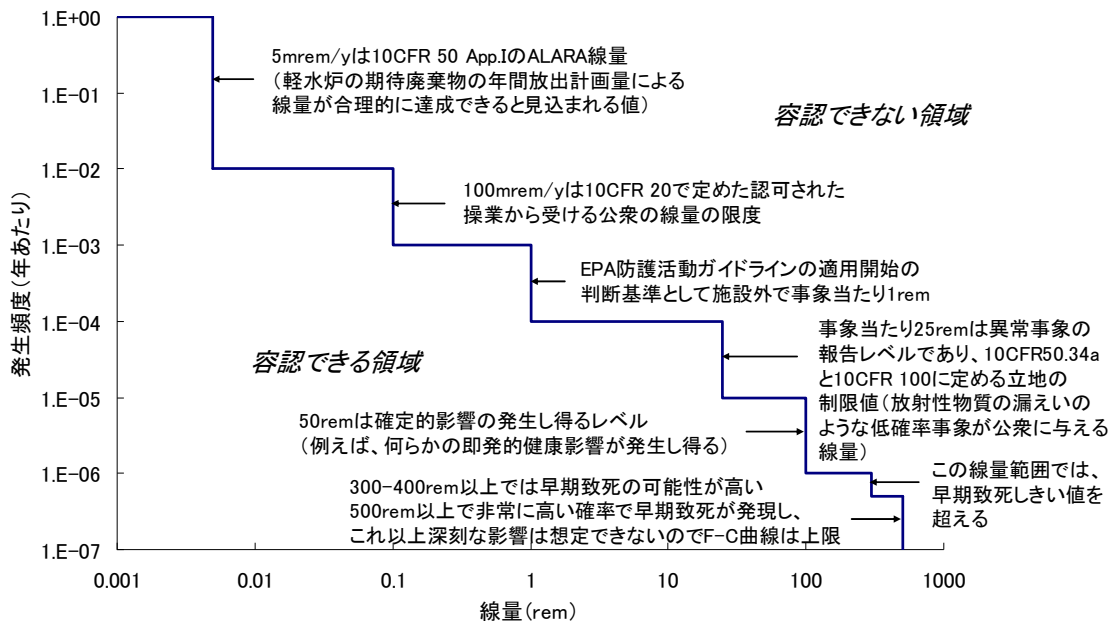 1.E+00
1.E-01
1.E-02
1.E-03
1.E-04
1.E-05
1.E-06
1.E-07
発生頻度(年あたり)
5mrem/yは10CFR 50 App.IのALARA線量
(軽水炉の期待廃棄物の年間放出計画量による
線量が合理的に達成できると見込まれる値)
容認できない領域
100mrem/yは10CFR 20で定めた認可された
操業から受ける公衆の線量の限度
EPA防護活動ガイドラインの適用開始の
判断基準として施設外で事象当たり1rem
容認できる領域
事象当たり25remは異常事象の
報告レベルであり、10CFR50.34a
と10CFR 100に定める立地の
制限値(放射性物質の漏えいの
ような低確率事象が公衆に与える
線量)
50remは確定的影響の発生し得るレベル
(例えば、何らかの即発的健康影響が発生し得る)
この線量範囲では、
早期致死しきい値を
超える
300-400rem以上では早期致死の可能性が高い
500rem以上で非常に高い確率で早期致死が発現し、
これ以上深刻な影響は想定できないのでF-C曲線は上限
0.001
0.01
0.1
1
10
100
1000
線量(rem)